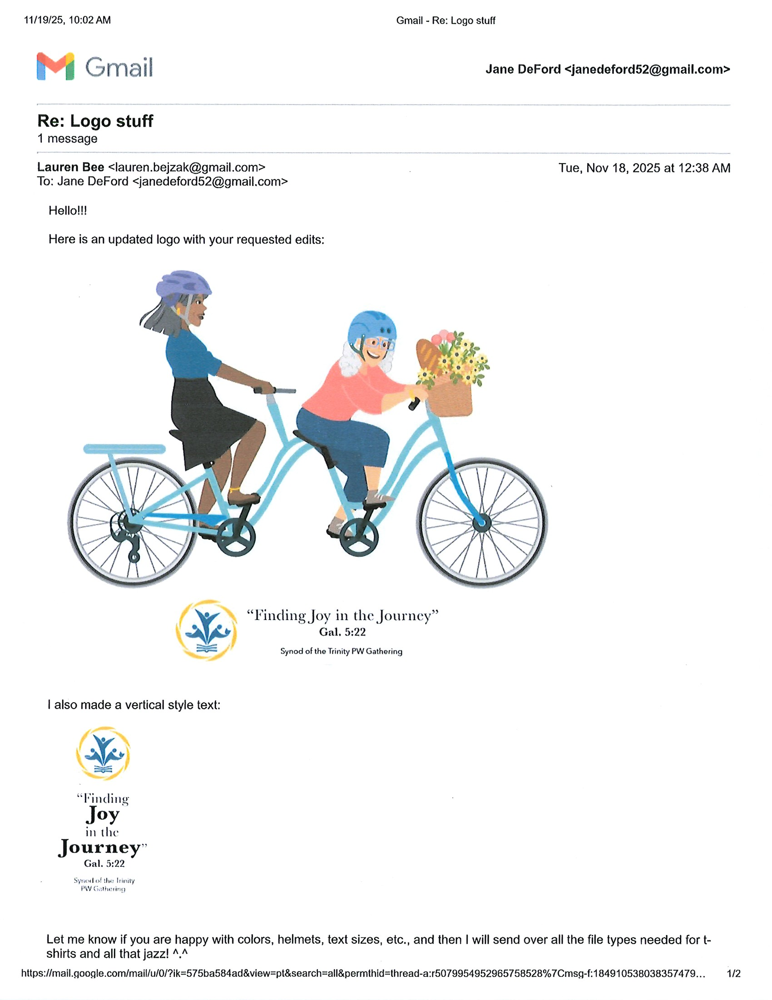 11/19/25, 10:02 AM
Gmail - Re: Logo stuff
Gmail
Jane DeFord <janedeford52@gmail.com>
Re: Logo stuff
1 message
Lauren Bee <lauren.bejzak@gmail.com>
Tue, Nov 18, 2025 at 12:38 AM
To: Jane DeFord <janedeford52@gmail.com>
Hello!!!
Here is an updated logo with your requested edits:
“Finding Joy in the Journey”
Gal. 5:22
Synod of the Trinity PW Gathering
I also made a vertical style text:
“Finding
Joy
in the
Journey”
Gal. 5:22
Synod of the Trinity
PW Gathering
Let me know if you are happy with colors, helmets, text sizes, etc., and then I will send over all the file types needed for t-
shirts and all that jazz! ^.^
https://mail.google.com/mail/u/0/?ik=575ba584ad&view=pt&search=all&permthid=thread-a:r5079954952965758528%7Cmsg-f:184910538038357479...
1/2